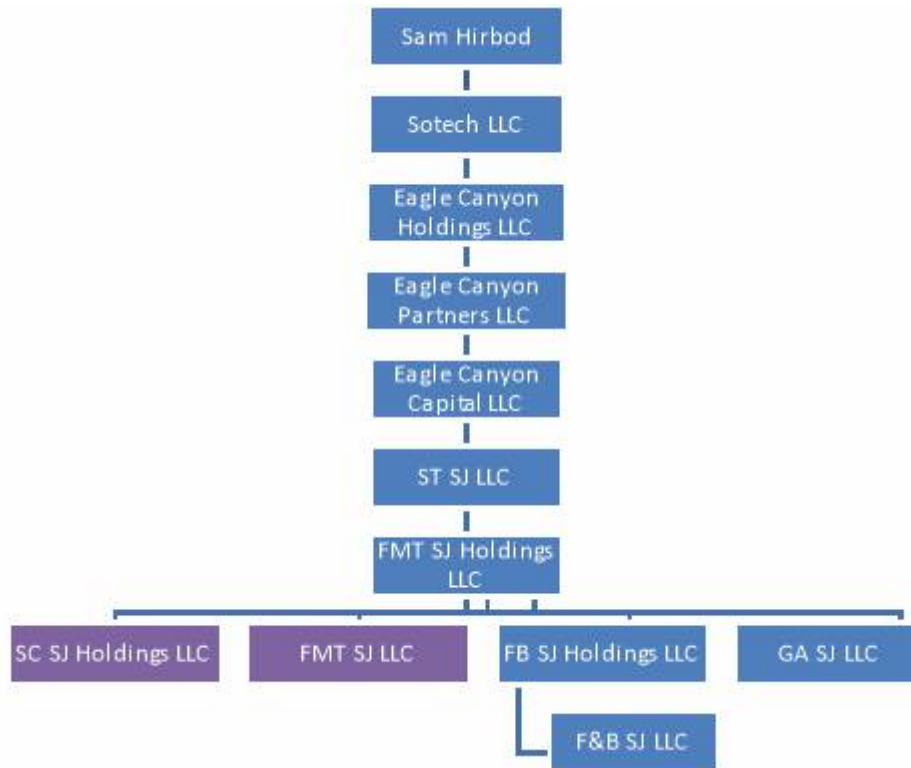 Sam Hirbod
Sotech LLC
Eagle Canyon
Holdings LLC
Eagle Canyon
Partners LLC
Eagle Canyon
Capital LLC
ST SJ LLC
FMT SJ Holdings
LLC
SC SJ Holdings LLC
FMT SJ LLC
FB SJ Holdings LLC
GA SJ LLC
F&B SJ LLC